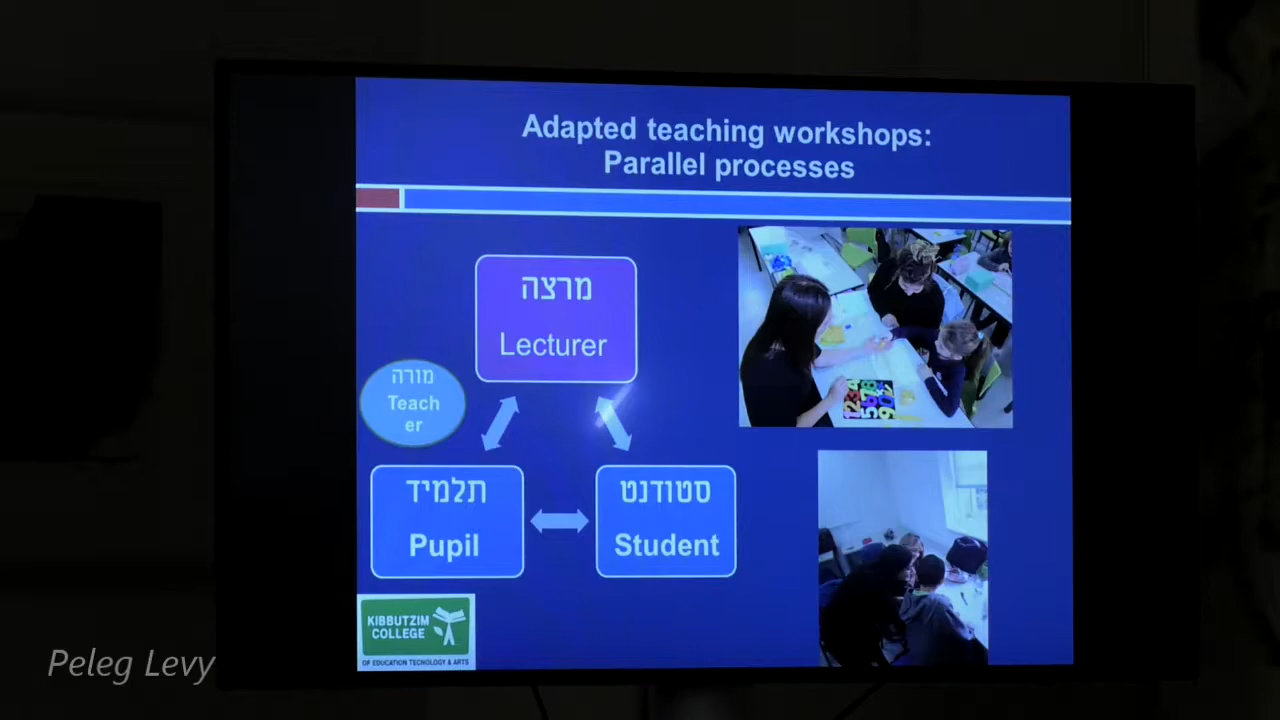 Adapted teaching workshops:
Parallel processes
מרצה
Lecturer
מורה
Teach
er
תלמיד
Pupil
סטודנט
Student
KIBBUTZIM
COLLEGE
OF EDUCATION TECNOLOGY & ARTS
Peleg Levy